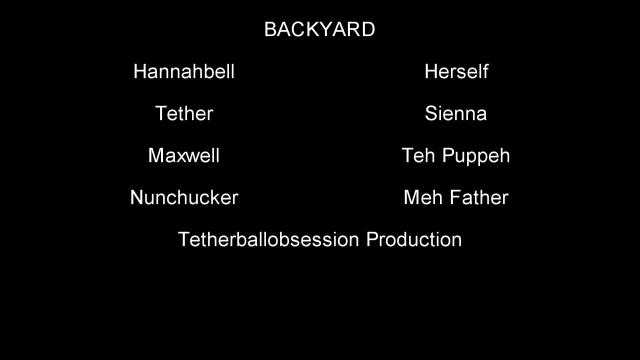 BACKYARD
Hannahbell Herself
Tether Sienna
Maxwell Teh Puppeh
Nunchucker Meh Father
Tetherballobsession Production